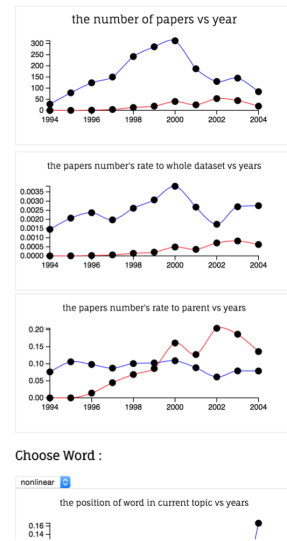 the number of papers vs year
300
250
200
150
100
50
0
1994 1996 1998 2000 2002 2004
the papers number's rate to whole dataset vs years
0.0035
0.0030
0.0025
0.0020
0.0015
0.0010
0.0005
0.0000
1994 1996 1998 2000 2002 2004
the papers number's rate to parent vs years
0.20
0.15
0.10
0.05
0.00
1994 1996 1998 2000 2002 2004
Choose Word :
nonlinear
the position of word in current topic vs years
0.16
0.14